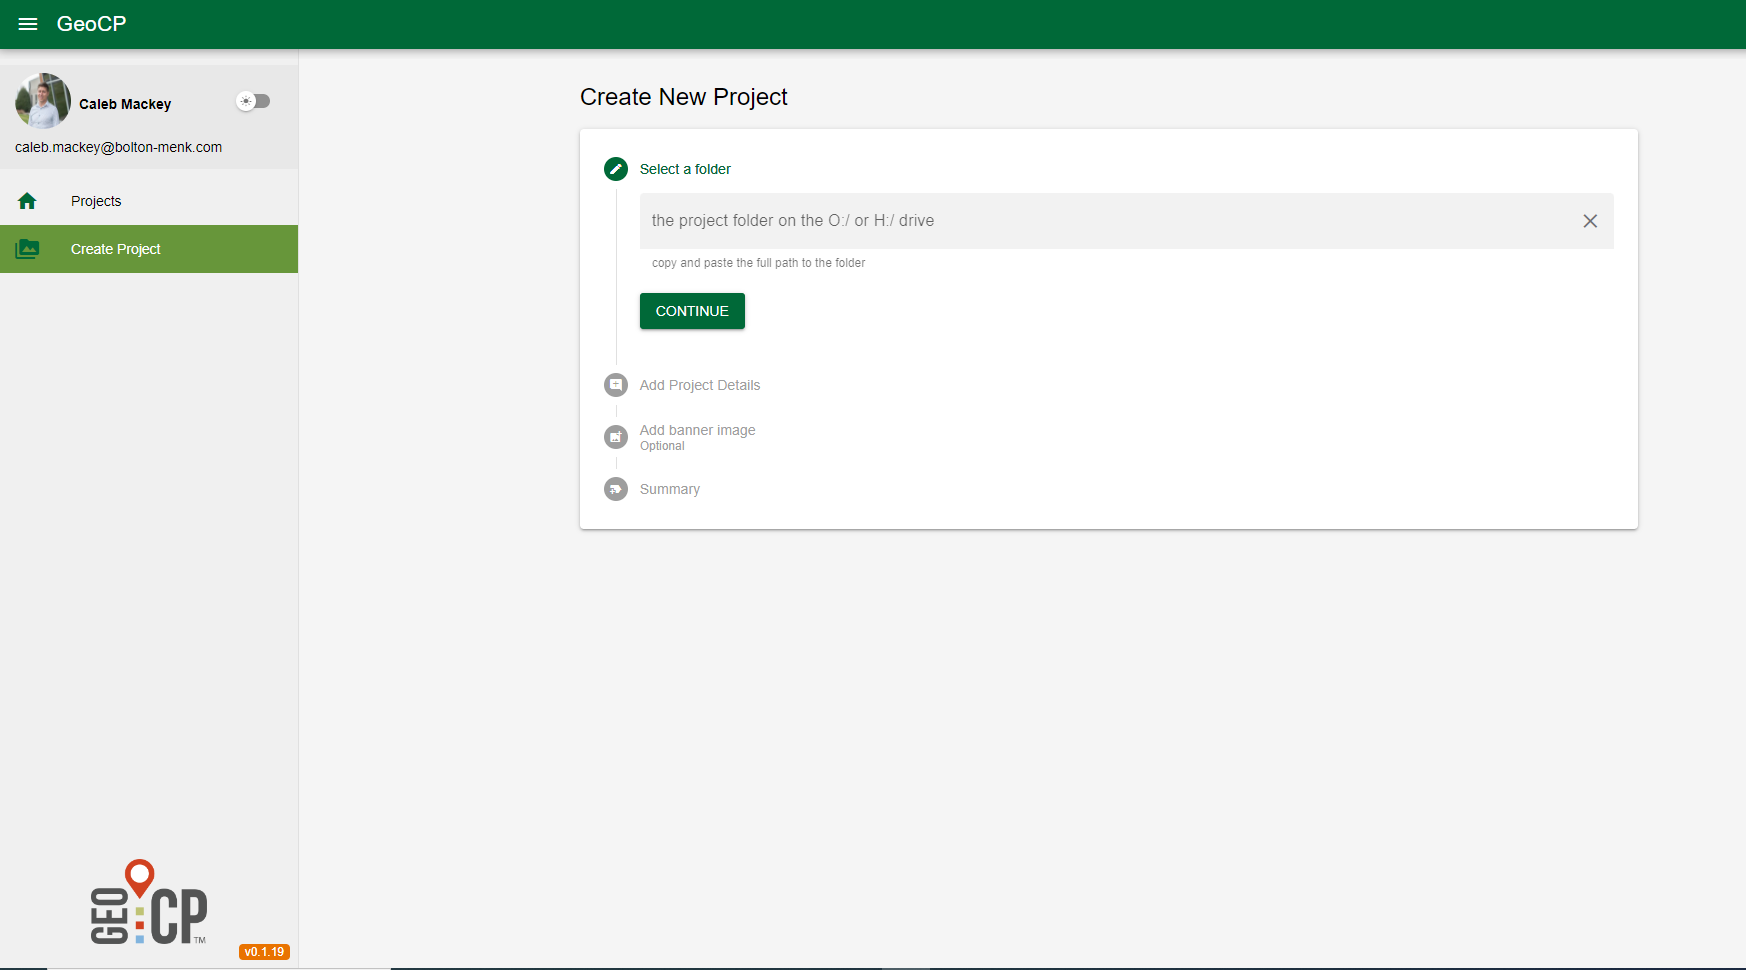 GeoCP
Caleb Mackey
caleb.mackey@bolton-menk.com
Projects
Create Project
GEO CP TM
v0.1.19
Create New Project
Select a folder
the project folder on the O:/ or H:/ drive
copy and paste the full path to the folder
CONTINUE
Add Project Details
Add banner image
Optional
Summary